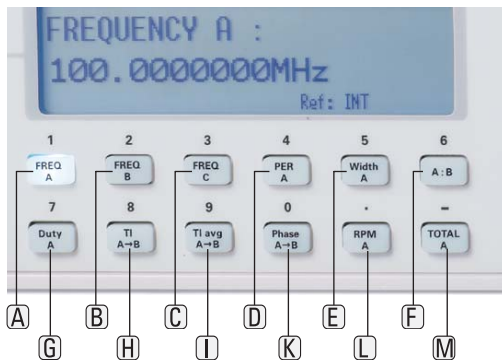 FREQUENCY A :
100.0000000MHz
Ref: INT
1 2 3 4 5 6
FREQ A FREQ B FREQ C PER A Width A A:B
7 8 9 0 . –
Duty A TI A→B TI avg A→B Phase A→B RPM A TOTAL A
A B C D E F
G H I K L M